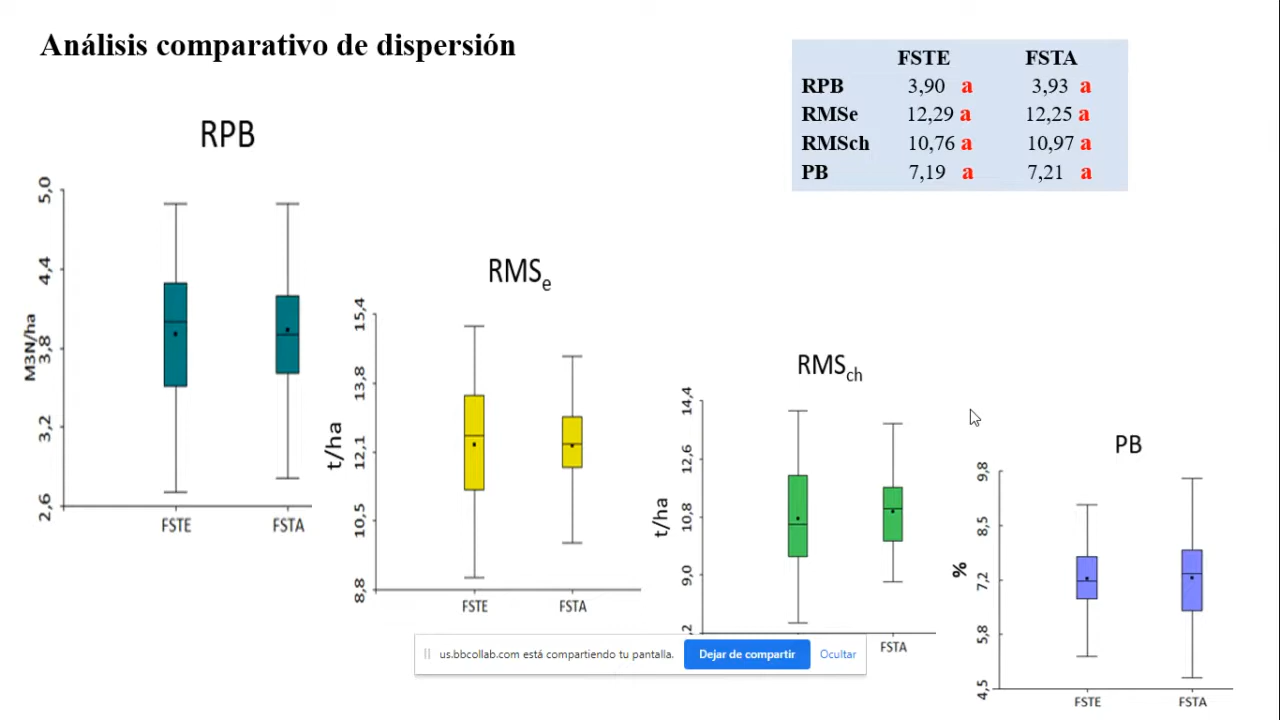 Análisis comparativo de dispersión
FSTE FSTA
RPB 3,90 a 3,93 a
RMSe 12,29 a 12,25 a
RMSch 10,76 a 10,97 a
PB 7,19 a 7,21 a
RPB
5,0
4,4
3,8
3,2
2,6
M3N/ha
FSTE FSTA
RMSe
15,4
13,8
12,1
10,5
8,8
t/ha
FSTE FSTA
RMSch
14,4
12,6
10,8
9,0
2
t/ha
FSTA
PB
9,8
8,5
7,2
5,8
4,5
%
FSTE FSTA
us.bbcollab.com está compartiendo tu pantalla. Dejar de compartir Ocultar